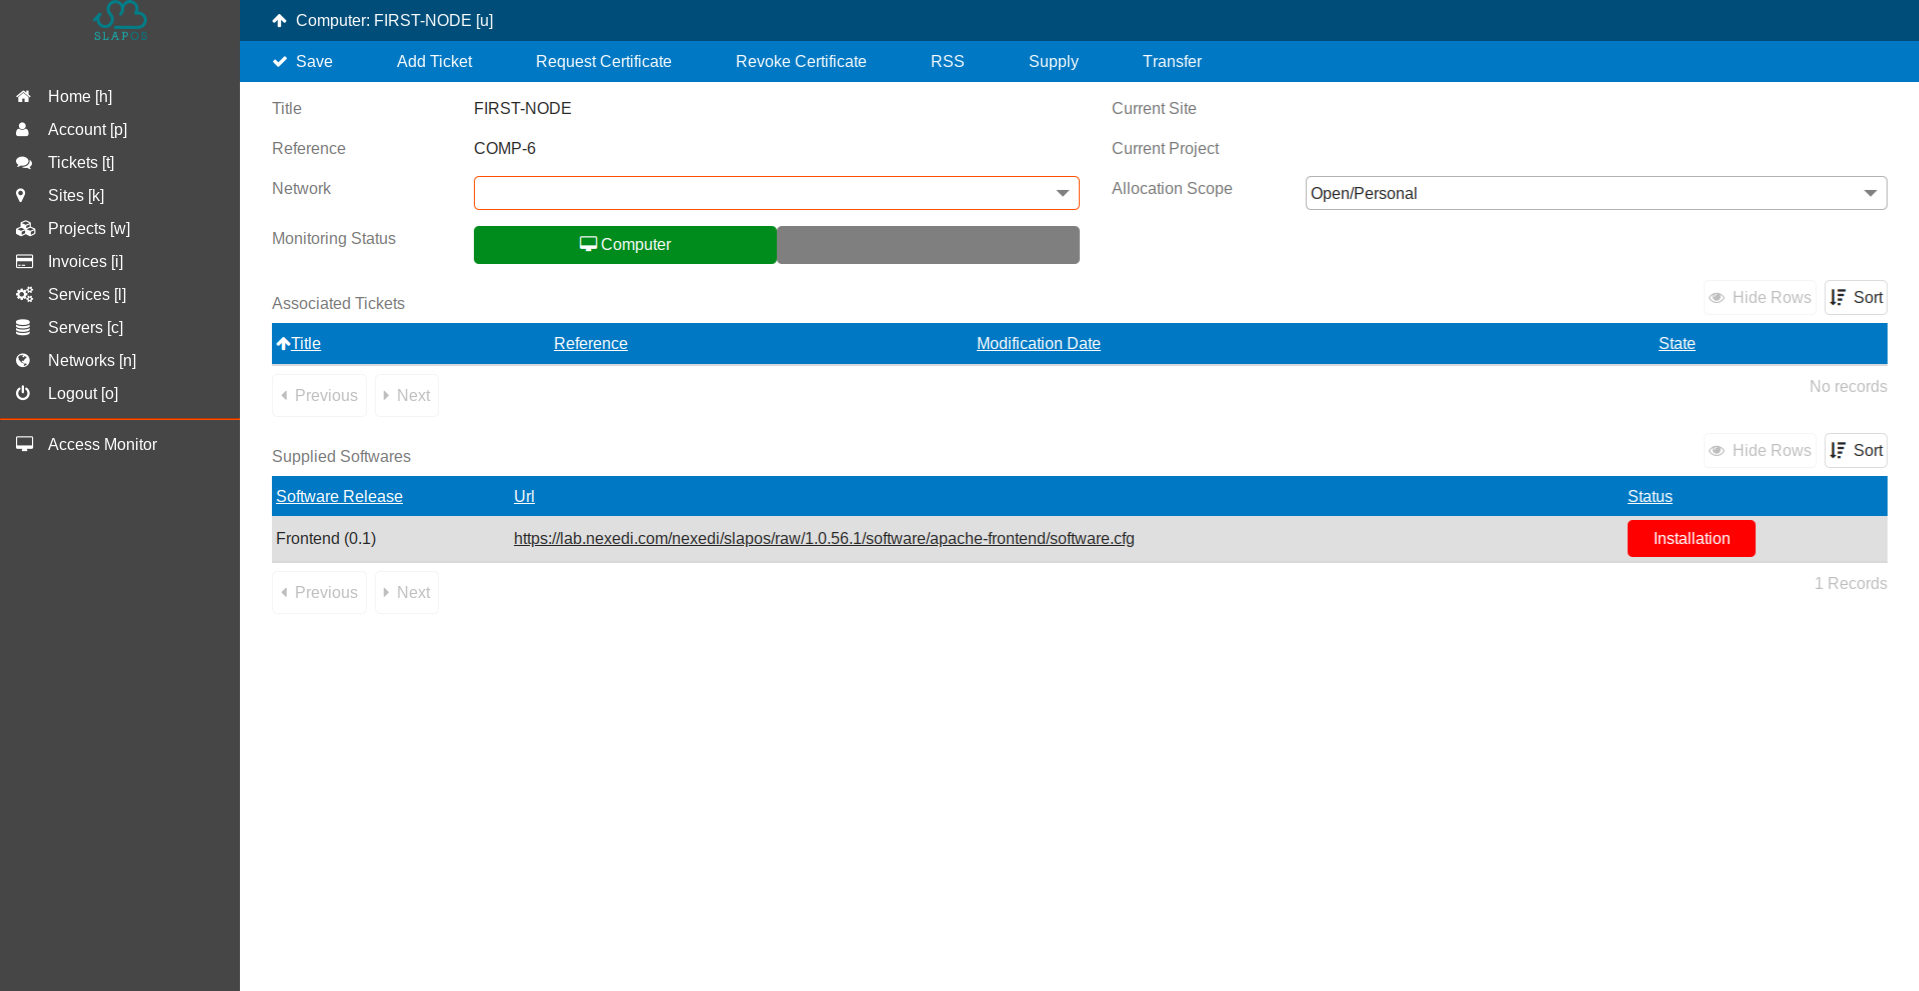 SLAPOS
Home [h]
Account [p]
Tickets [t]
Sites [k]
Projects [w]
Invoices [i]
Services [l]
Servers [c]
Networks [n]
Logout [o]
Access Monitor
Computer: FIRST-NODE [u]
Save Add Ticket Request Certificate Revoke Certificate RSS Supply Transfer
Title FIRST-NODE Current Site
Reference COMP-6 Current Project
Network Allocation Scope Open/Personal
Monitoring Status Computer
Associated Tickets Hide Rows Sort
Title Reference Modification Date State
Previous Next No records
Supplied Softwares Hide Rows Sort
Software Release Url Status
Frontend (0.1) https://lab.nexedi.com/nexedi/slapos/raw/1.0.56.1/software/apache-frontend/software.cfg Installation
Previous Next 1 Records